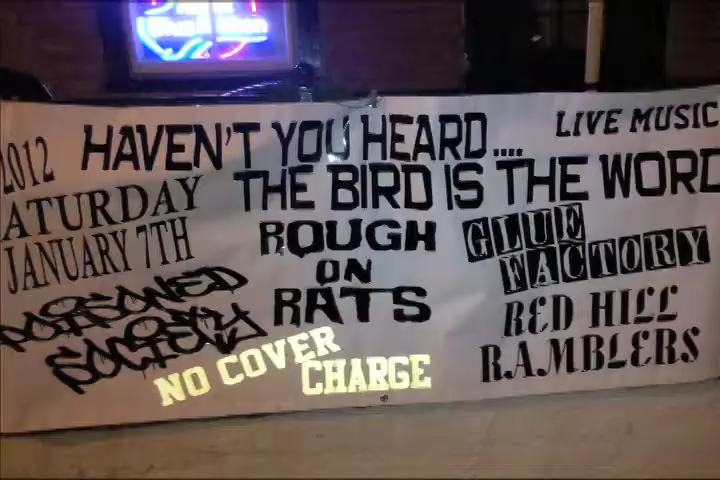 2012
HAVEN'T YOU HEARD....
LIVE MUSIC
THE BIRD IS THE WORD
ATURDAY
JANUARY 7TH
POISONED
SOCIETY
ROUGH
ON
RATS
GLUE
FACTORY
RED HILL
RAMBLERS
NO COVER
CHARGE